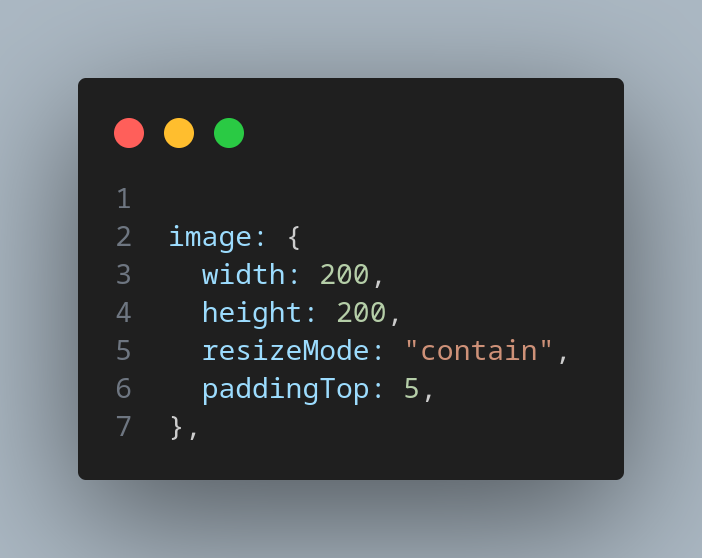 1
2 image: {
3   width: 200,
4   height: 200,
5   resizeMode: "contain",
6   paddingTop: 5,
7 },